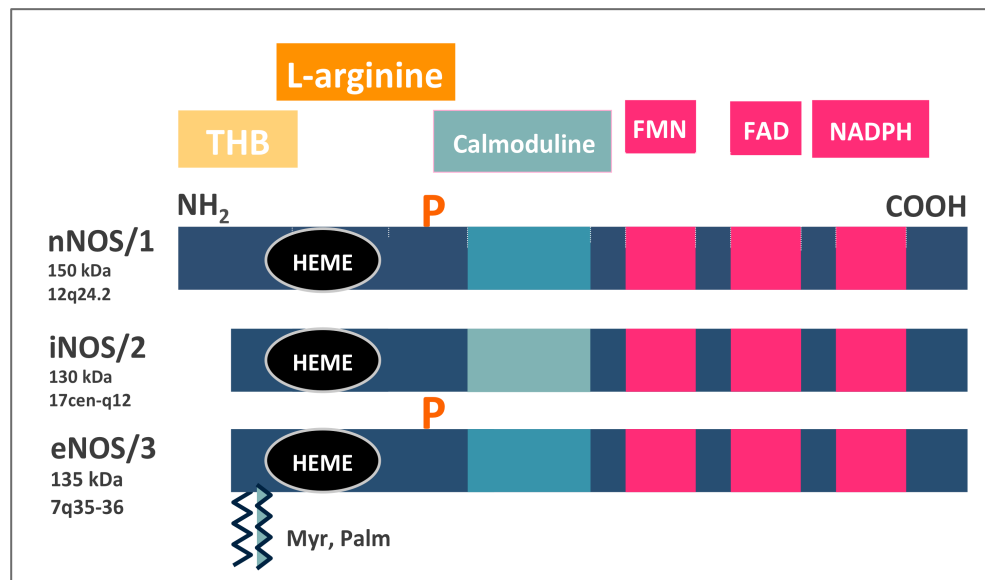 L-arginine
THB
Calmoduline
FMN
FAD
NADPH
NH2
P
COOH
nNOS/1
150 kDa
12q24.2
HEME
iNOS/2
130 kDa
17cen-q12
HEME
P
eNOS/3
135 kDa
7q35-36
HEME
Myr, Palm